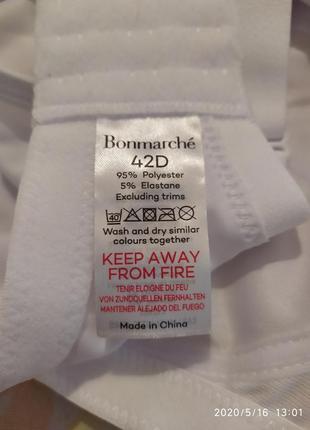 Bonmarché
42D
95% Polyester
5% Elastane
Excluding trims
40
Wash and dry similar
colours together
KEEP AWAY
FROM FIRE
TENIR ELOIGNE DU FEU
VON ZUNDQUELLEN FERNHALTEN
MANTENER ALEJADO DEL FUEGO
Made in China
2020/5/16 13:01